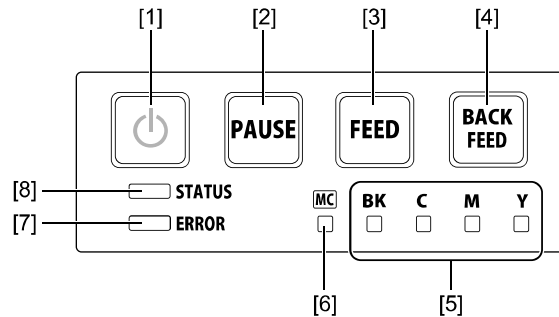 [1] [2] [3] [4]
PAUSE FEED BACK
FEED
[8] STATUS
[7] ERROR
MC BK C M Y
[6] [5]